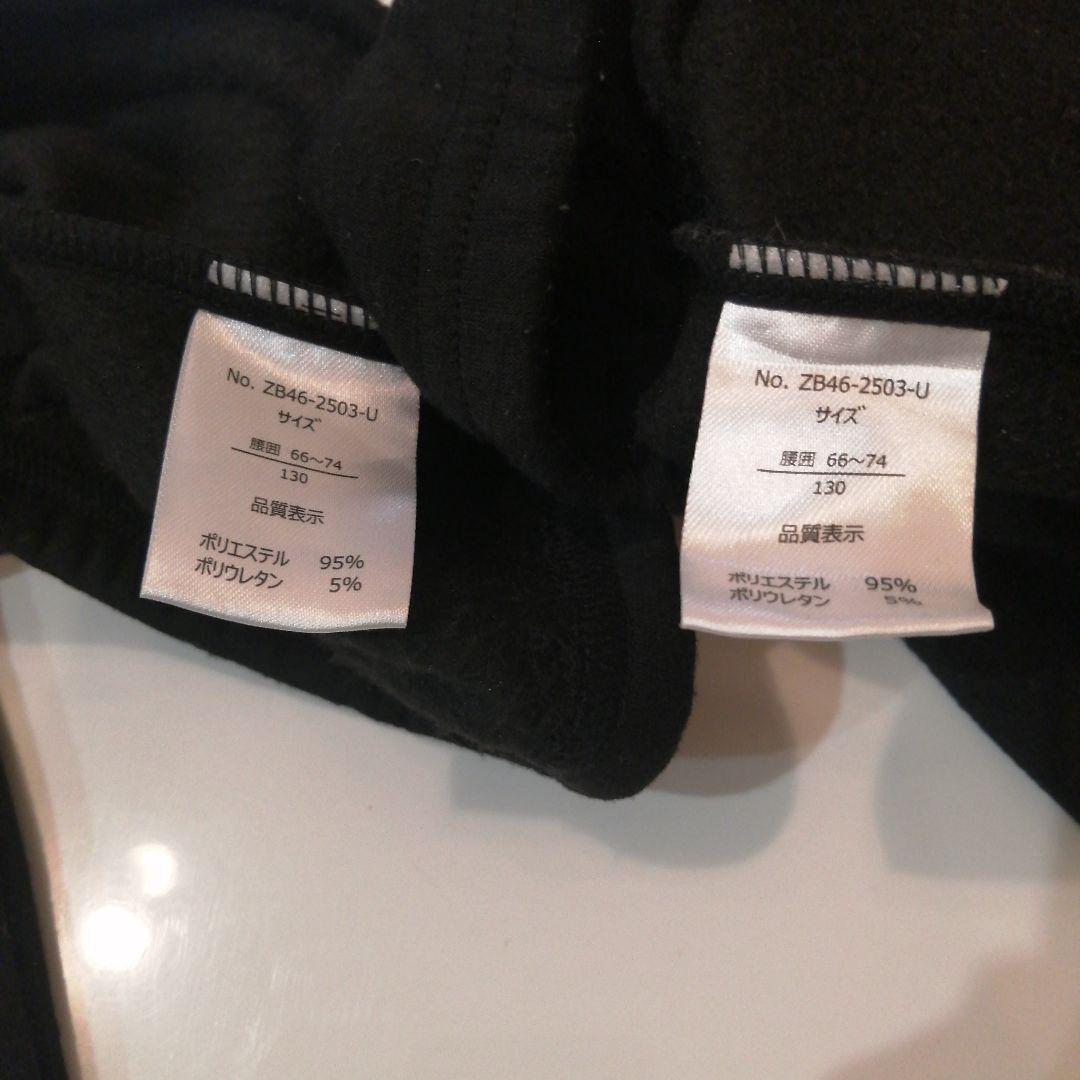 No. ZB46-2503-U
サイズ
腰囲 66～74
130
品質表示
ポリエステル 95%
ポリウレタン 5%
No. ZB46-2503-U
サイズ
腰囲 66～74
130
品質表示
ポリエステル 95%
ポリウレタン 5%